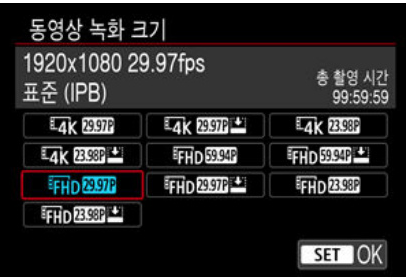 동영상 녹화 크기
1920x1080 29.97fps
표준 (IPB)
총 촬영 시간
99:59:59
4K 29.97P 4K 29.97P 4K 23.98P
4K 23.98P FHD 59.94P FHD 59.94P
FHD 29.97P FHD 29.97P FHD 23.98P
FHD 23.98P
SET OK